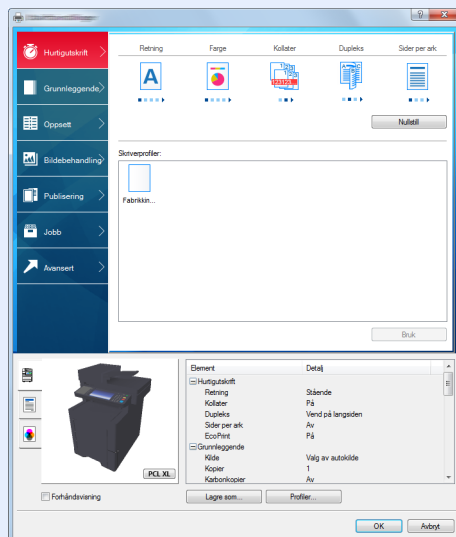 Hurtigutskrift
Grunnleggende
Oppsett
Bildebehandling
Publisering
Jobb
Avansert
Retning Farge Kollater Dupleks Sider per ark
A
123123
A C
Nullstill
Skriverprofiler:
Fabrikkin...
Bruk
PCL XL
Forhåndsvisning
Element Detalj
Hurtigutskrift
Retning Stående
Kollater På
Dupleks Vend på langsiden
Sider per ark Av
EcoPrint På
Grunnleggende
Kilde Valg av autokilde
Kopier 1
Karbonkopier Av
Lagre som... Profiler...
OK Avbryt